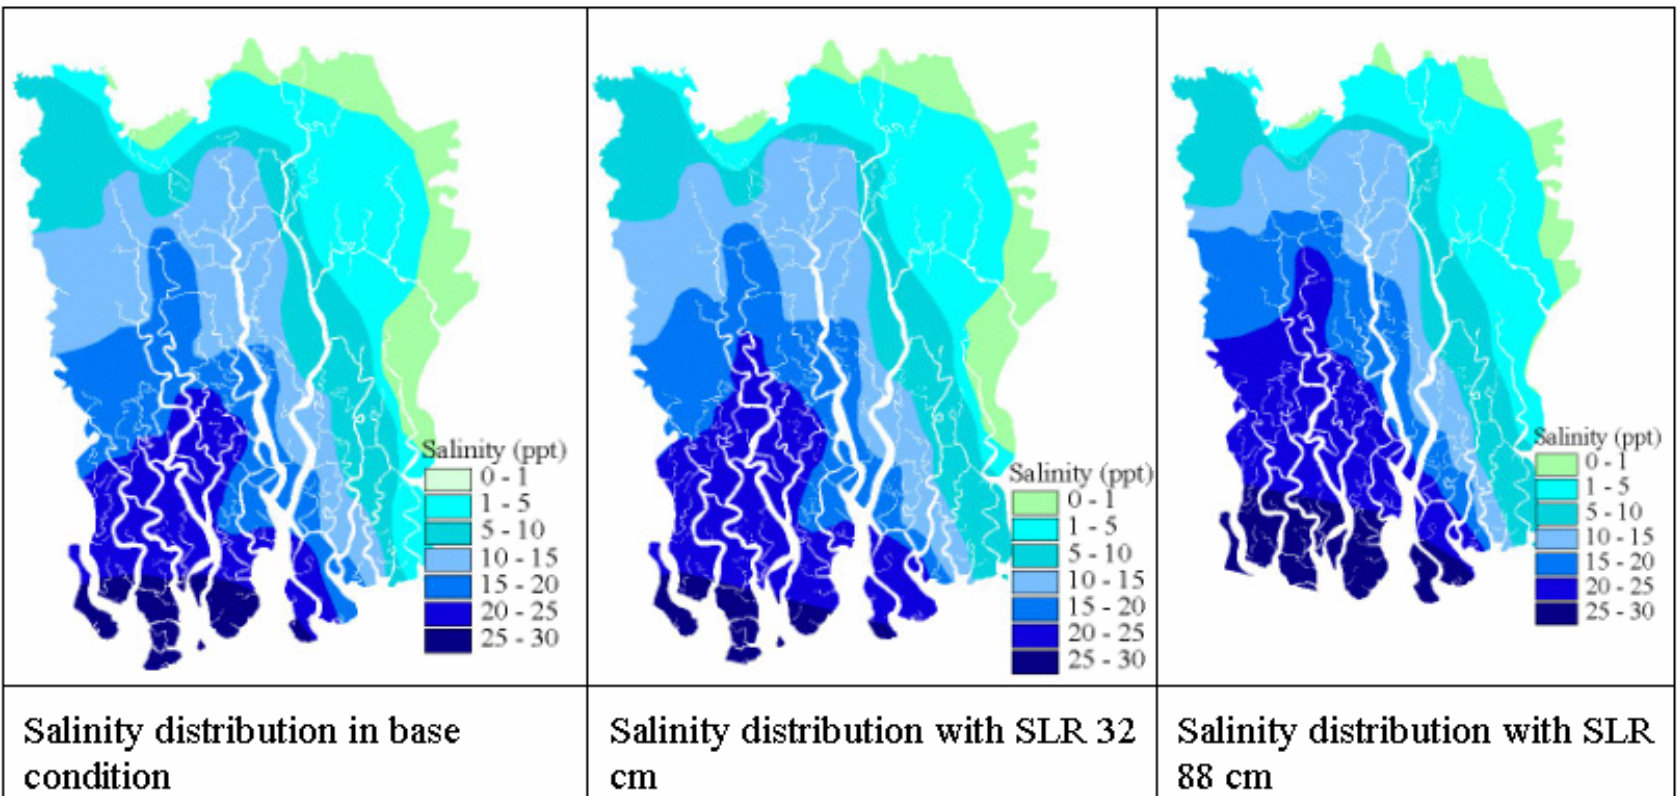 Salinity (ppt)
0 - 1
1 - 5
5 - 10
10 - 15
15 - 20
20 - 25
25 - 30
Salinity (ppt)
0 - 1
1 - 5
5 - 10
10 - 15
15 - 20
20 - 25
25 - 30
Salinity (ppt)
0 - 1
1 - 5
5 - 10
10 - 15
15 - 20
20 - 25
25 - 30
Salinity distribution in base
condition
Salinity distribution with SLR 32
cm
Salinity distribution with SLR
88 cm